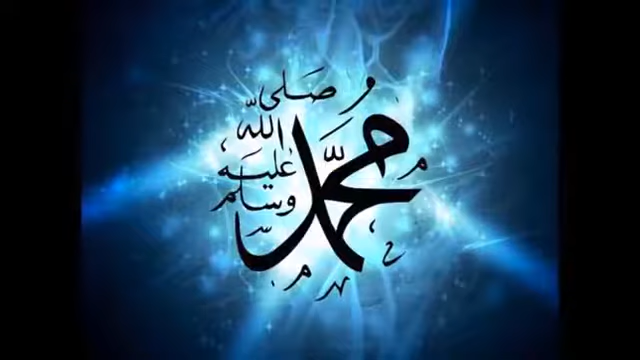 محمد
صلى
الله
عليه
وسلم